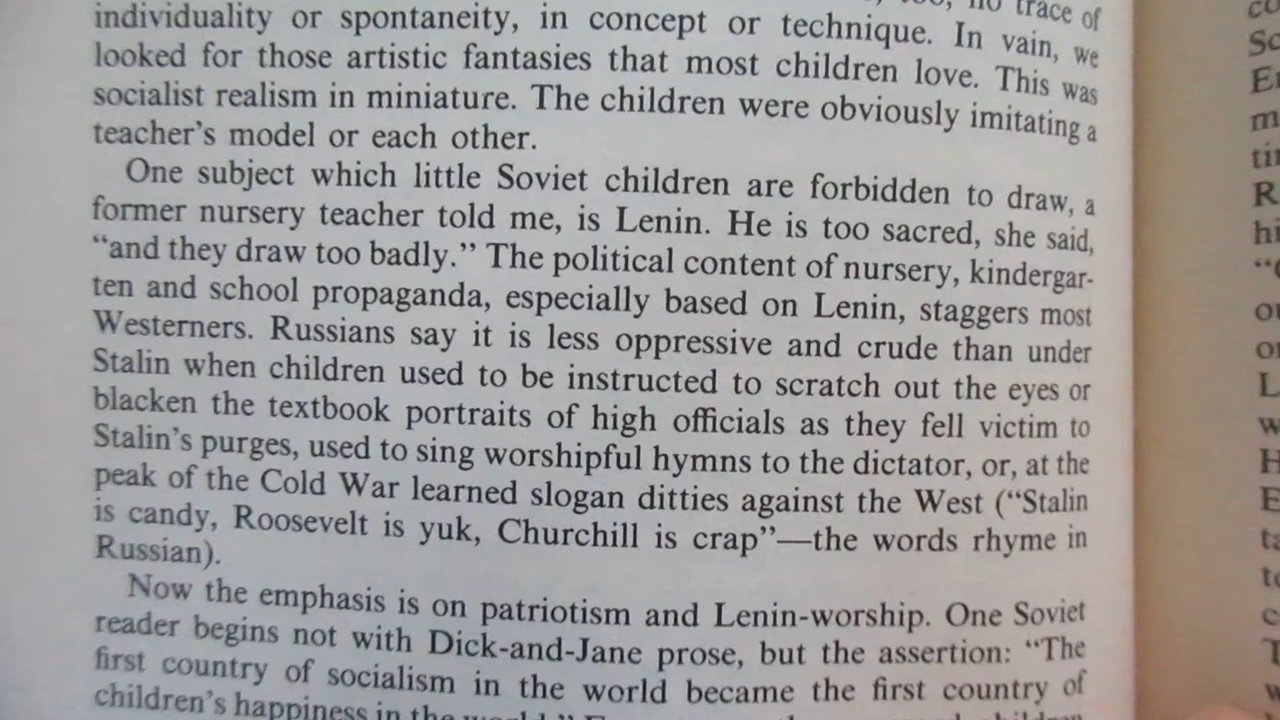 no trace of
individuality or spontaneity, in concept or technique. In vain, we
looked for those artistic fantasies that most children love. This was
socialist realism in miniature. The children were obviously imitating a
teacher's model or each other.
One subject which little Soviet children are forbidden to draw, a
former nursery teacher told me, is Lenin. He is too sacred, she said,
“and they draw too badly.” The political content of nursery, kindergar-
ten and school propaganda, especially based on Lenin, staggers most
Westerners. Russians say it is less oppressive and crude than under
Stalin when children used to be instructed to scratch out the eyes or
blacken the textbook portraits of high officials as they fell victim to
Stalin's purges, used to sing worshipful hymns to the dictator, or, at the
peak of the Cold War learned slogan ditties against the West (“Stalin
is candy, Roosevelt is yuk, Churchill is crap”—the words rhyme in
Russian).
Now the emphasis is on patriotism and Lenin-worship. One Soviet
reader begins not with Dick-and-Jane prose, but the assertion: “The
first country of socialism in the world became the first country of
children's happiness in the world.”